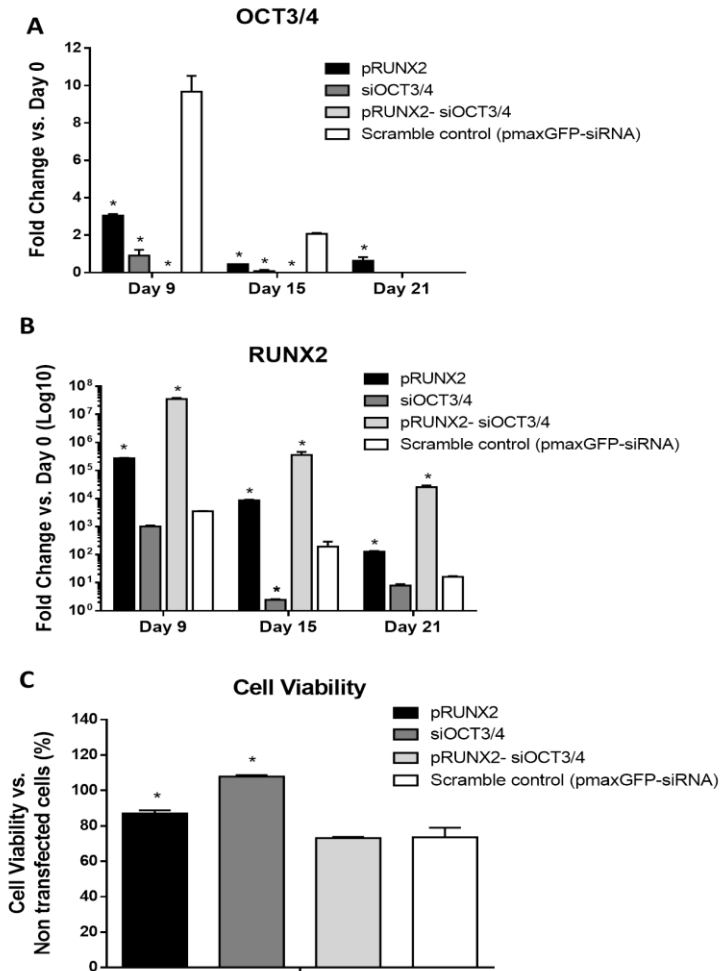 A
OCT3/4
Fold Change vs. Day 0
12
10
8
6
4
2
0
pRUNX2
siOCT3/4
pRUNX2- siOCT3/4
Scramble control (pmaxGFP-siRNA)
* * *
* * *
*
Day 9 Day 15 Day 21
B
RUNX2
Fold Change vs. Day 0 (Log10)
10⁸
10⁷
10⁶
10⁵
10⁴
10³
10²
10¹
10⁰
pRUNX2
siOCT3/4
pRUNX2- siOCT3/4
Scramble control (pmaxGFP-siRNA)
* *
* * *
* *
Day 9 Day 15 Day 21
C
Cell Viability
Cell Viability vs.
Non transfected cells (%)
140
120
100
80
60
40
20
0
pRUNX2
siOCT3/4
pRUNX2- siOCT3/4
Scramble control (pmaxGFP-siRNA)
* *